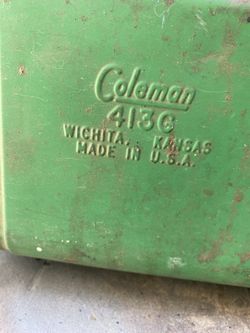 Coleman
413G
WICHITA, KANSAS
MADE IN U.S.A.